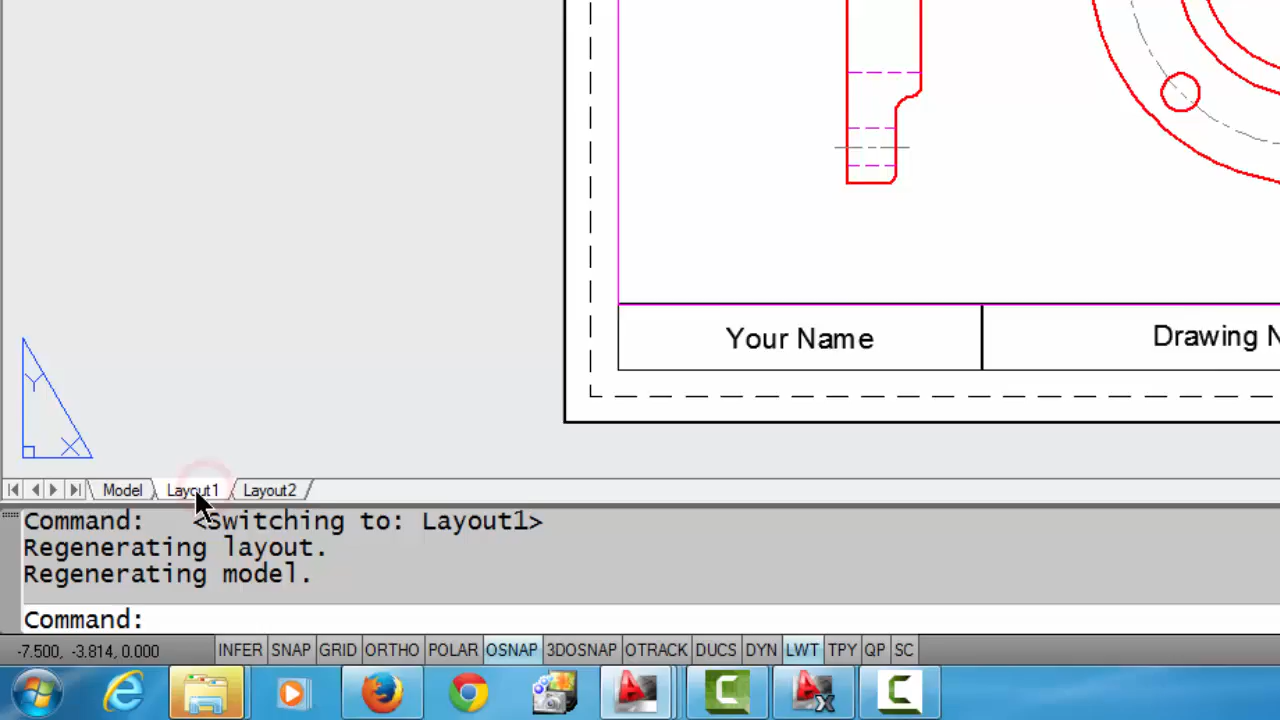 Your Name
Drawing N
Y
X
Model
Layout1
Layout2
Command: <Switching to: Layout1>
Regenerating layout.
Regenerating model.
Command:
-7.500, -3.814, 0.000
INFER SNAP GRID ORTHO POLAR OSNAP 3DOSNAP OTRACK DUCS DYN LWT TPY QP SC